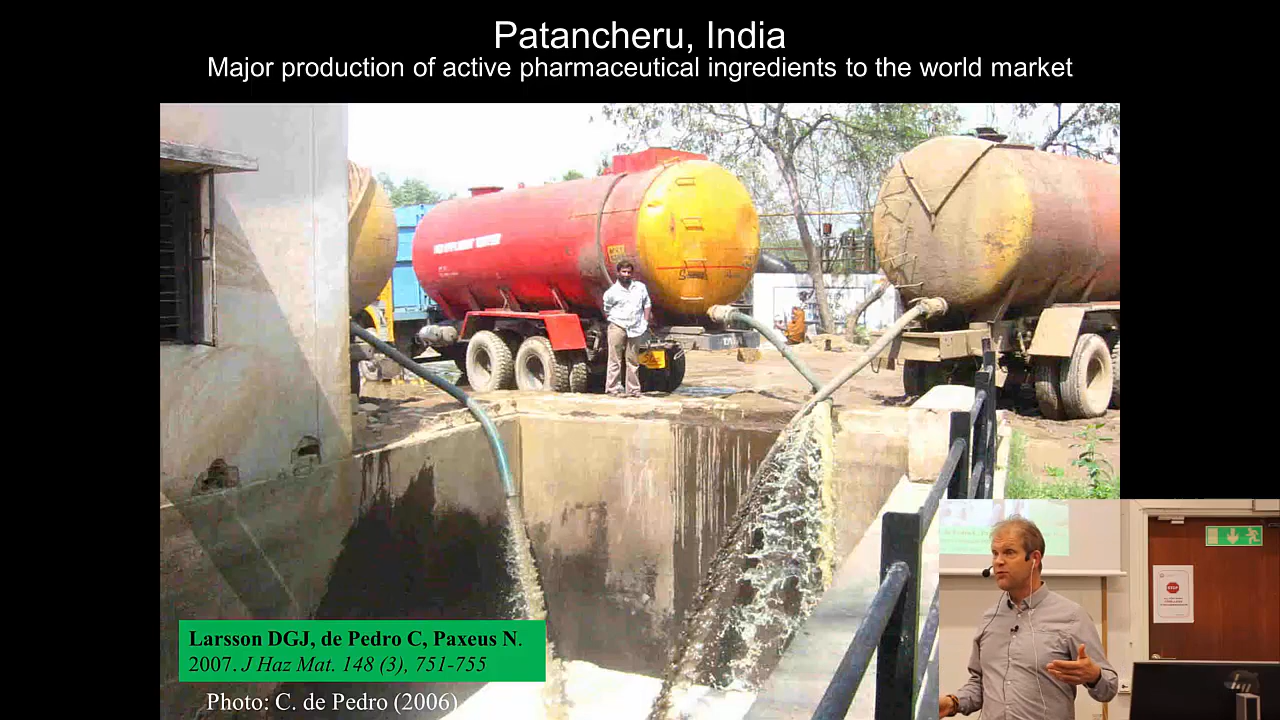 Patancheru, India
Major production of active pharmaceutical ingredients to the world market
Larsson DGJ, de Pedro C, Paxeus N.
2007. J Haz Mat. 148 (3), 751-755
Photo: C. de Pedro (2006)
STOP